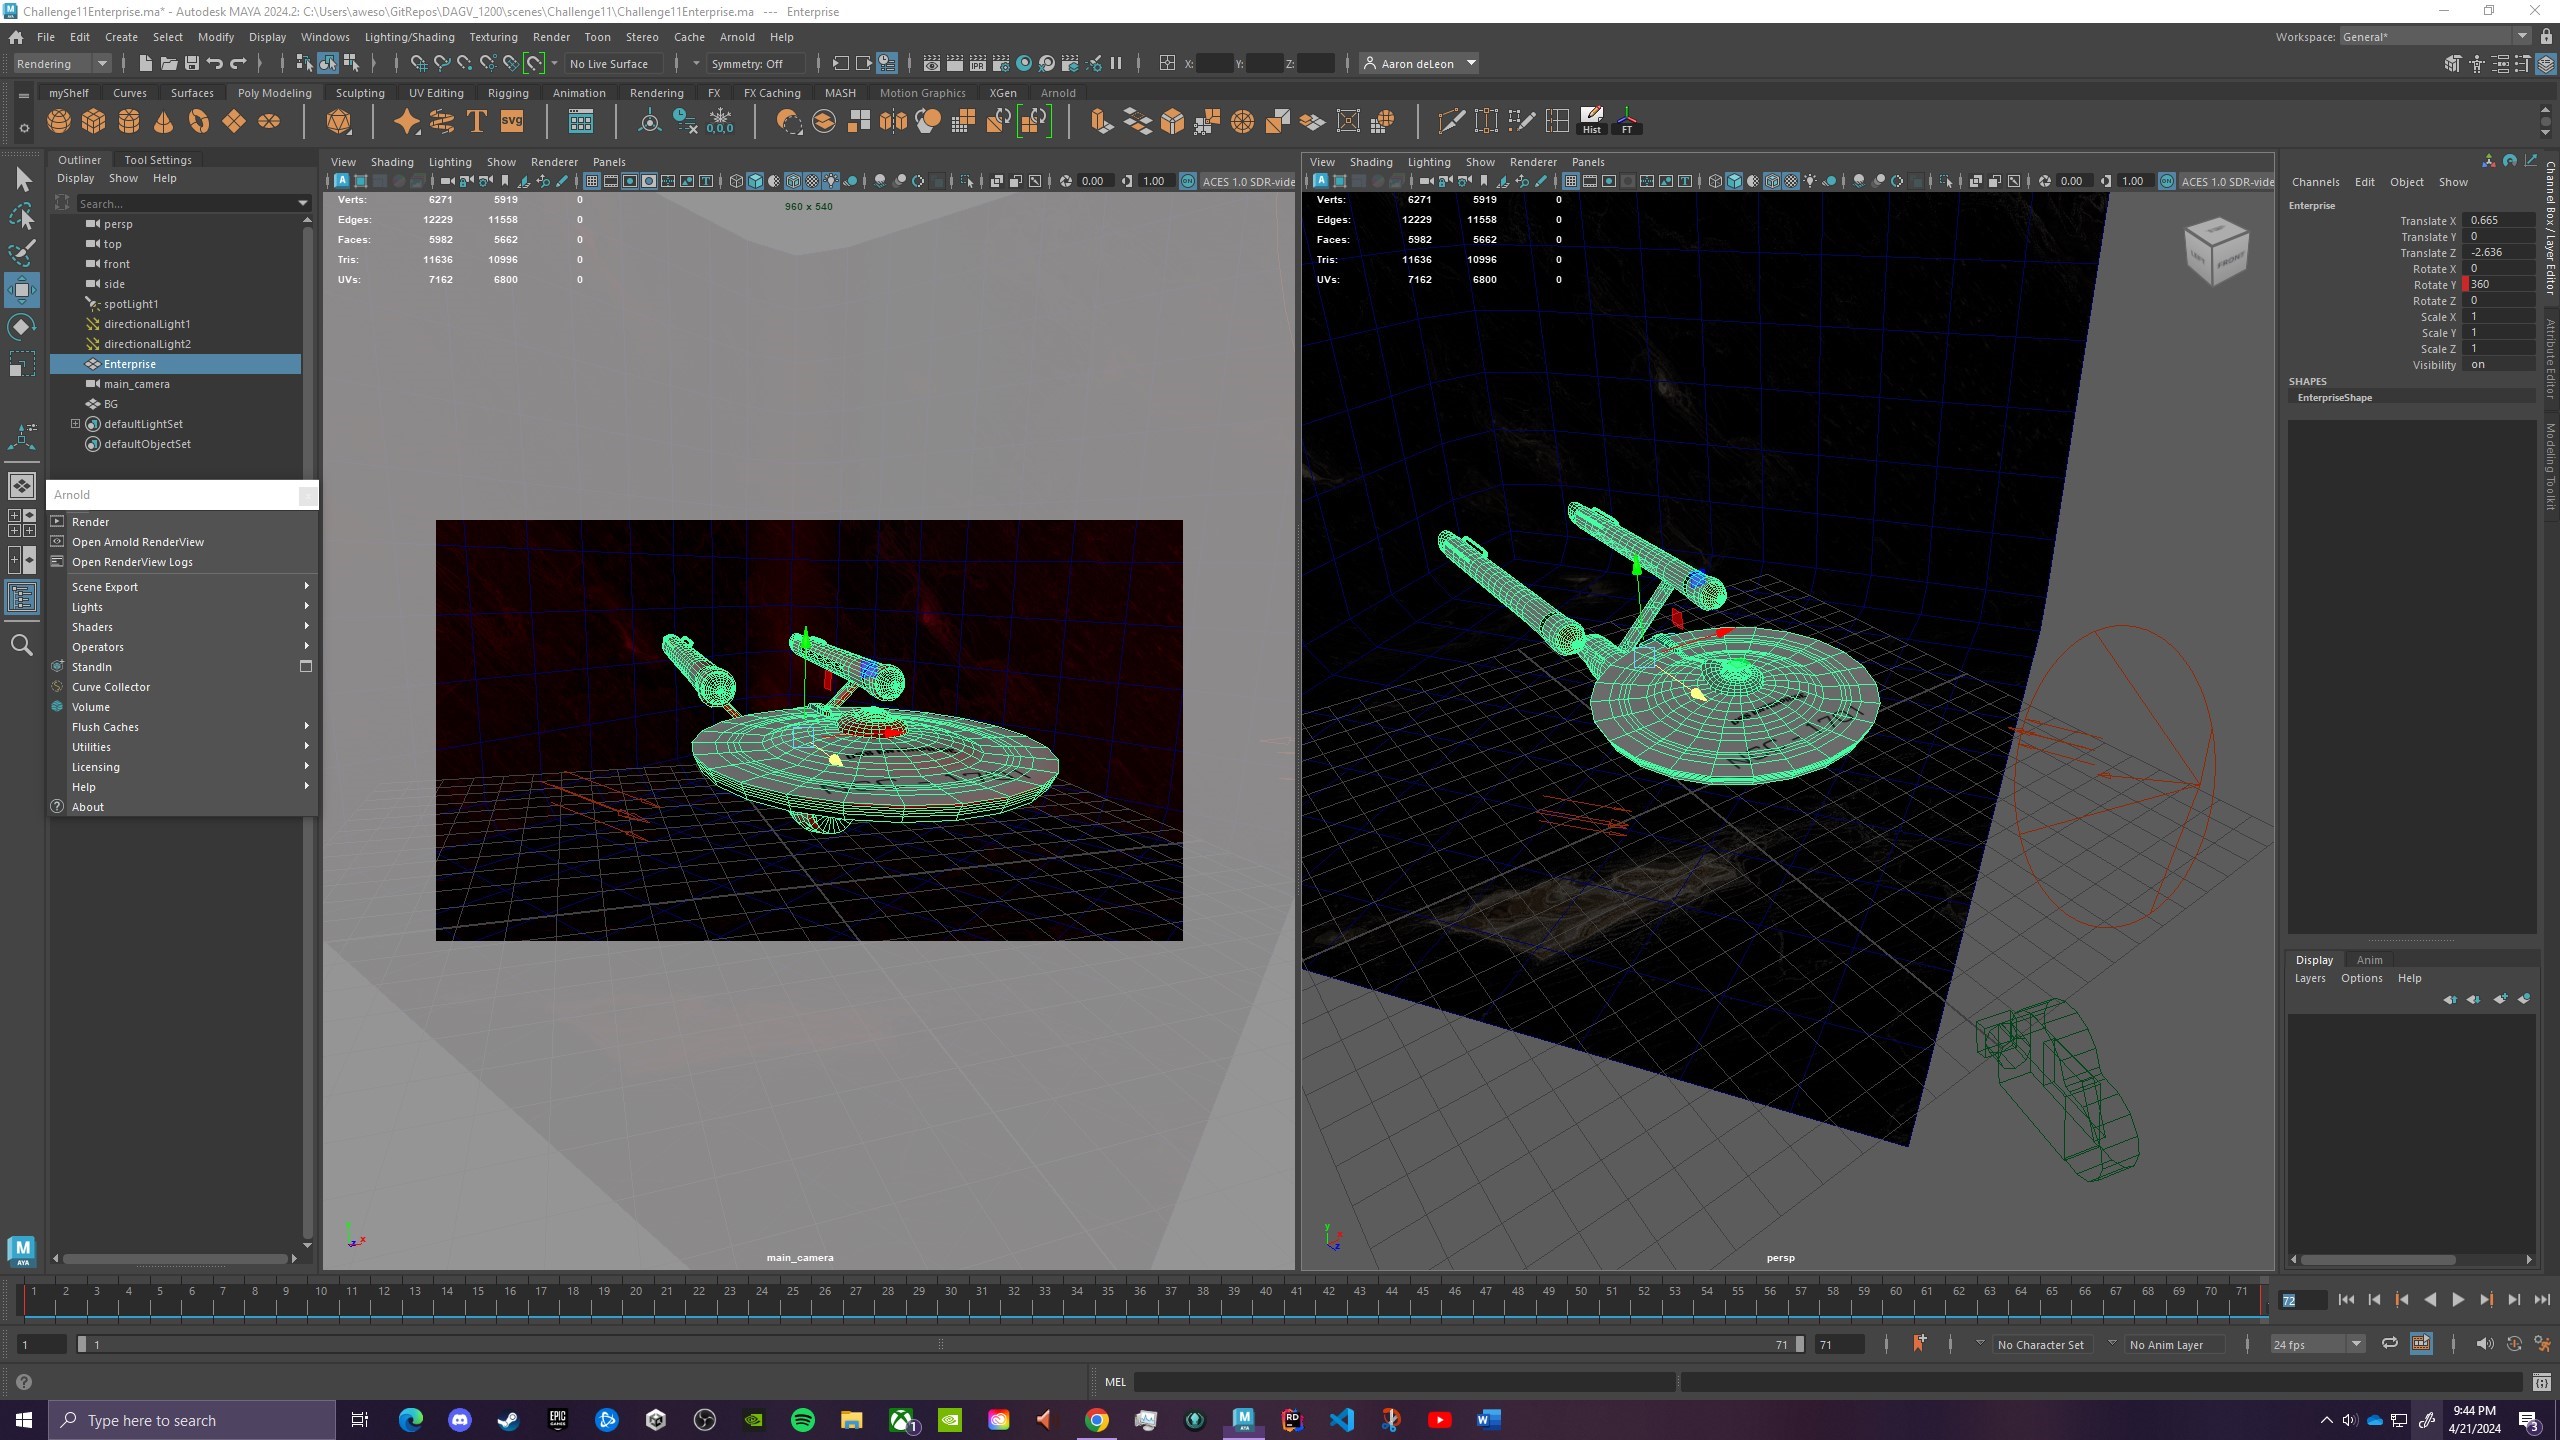 Challenge11Enterprise.ma* - Autodesk MAYA 2024.2: C:\Users\aweso\GitRepos\DAGV_1200\scenes\Challenge11\Challenge11Enterprise.ma --- Enterprise
File Edit Create Select Modify Display Windows Lighting/Shading Texturing Render Toon Stereo Cache Arnold Help
Workspace: General*
Rendering No Live Surface Symmetry: Off X: Y: Z: Aaron deLeon
myShelf Curves Surfaces Poly Modeling Sculpting UV Editing Rigging Animation Rendering FX FX Caching MASH Motion Graphics XGen Arnold
T SVG 0,0,0 Hist FT
Outliner Tool Settings
Display Show Help
Search...
persp
top
front
side
spotLight1
directionalLight1
directionalLight2
Enterprise
main_camera
BG
defaultLightSet
defaultObjectSet
Arnold
Render
Open Arnold RenderView
Open RenderView Logs
Scene Export
Lights
Shaders
Operators
StandIn
Curve Collector
Volume
Flush Caches
Utilities
Licensing
Help
About
View Shading Lighting Show Renderer Panels
0.00 1.00 ACES 1.0 SDR-vide
Verts: 6271 5919 0
Edges: 12229 11558 0
Faces: 5982 5662 0
Tris: 11636 10996 0
UVs: 7162 6800 0
960 x 540
main_camera
View Shading Lighting Show Renderer Panels
0.00 1.00 ACES 1.0 SDR-vide
Verts: 6271 5919 0
Edges: 12229 11558 0
Faces: 5982 5662 0
Tris: 11636 10996 0
UVs: 7162 6800 0
LEFT FRONT
persp
Channels Edit Object Show
Enterprise
Translate X 0.665
Translate Y 0
Translate Z -2.636
Rotate X 0
Rotate Y 360
Rotate Z 0
Scale X 1
Scale Y 1
Scale Z 1
Visibility on
SHAPES
EnterpriseShape
Channel Box / Layer Editor
Attribute Editor
Modeling Toolkit
Display Anim
Layers Options Help
1 2 3 4 5 6 7 8 9 10 11 12 13 14 15 16 17 18 19 20 21 22 23 24 25 26 27 28 29 30 31 32 33 34 35 36 37 38 39 40 41 42 43 44 45 46 47 48 49 50 51 52 53 54 55 56 57 58 59 60 61 62 63 64 65 66 67 68 69 70 71 72
1 1 71 71 No Character Set No Anim Layer 24 fps
MEL
Type here to search
9:44 PM
4/21/2024